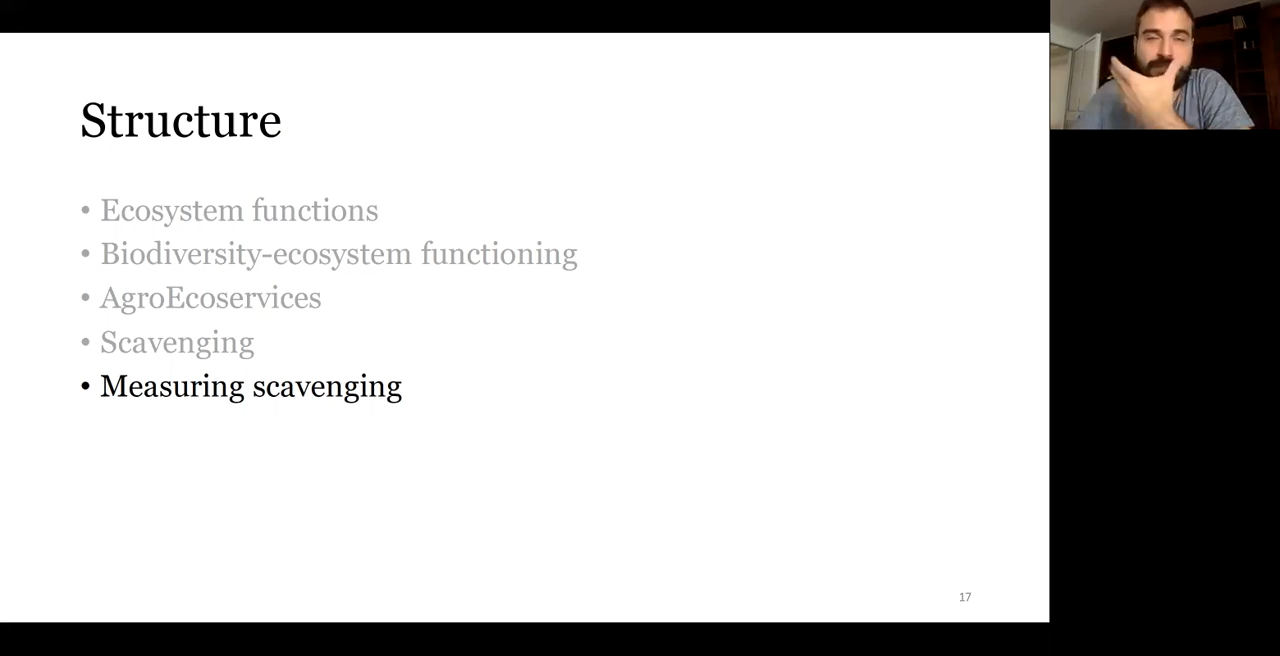 Structure
• Ecosystem functions
• Biodiversity-ecosystem functioning
• AgroEcoservices
• Scavenging
• Measuring scavenging
17